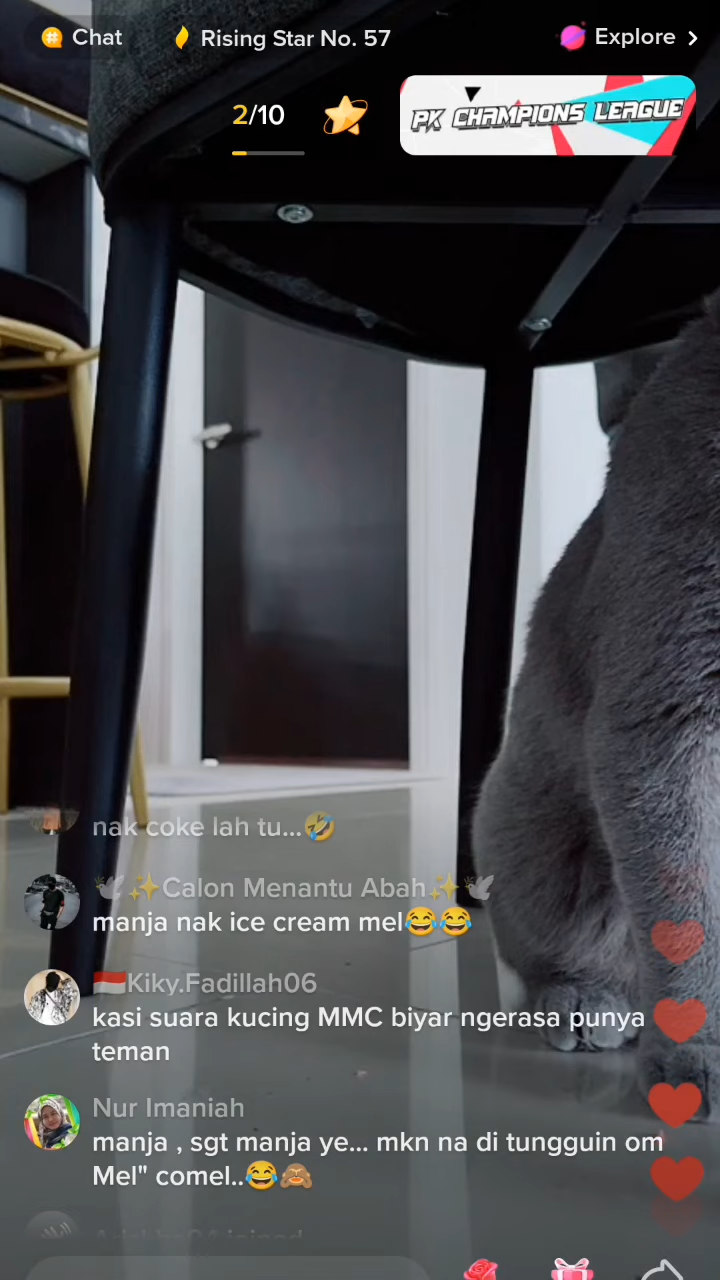 Chat
Rising Star No. 57
Explore
2/10
PK CHAMPIONS LEAGUE
nak coke lah tu...🤣
🕊✨Calon Menantu Abah✨🕊
manja nak ice cream mel😂😂
🇮🇩Kiky.Fadillah06
kasi suara kucing MMC biyar ngerasa punya
teman
Nur Imaniah
manja , sgt manja ye... mkn na di tungguin om
Mel" comel..😂🙈
joined